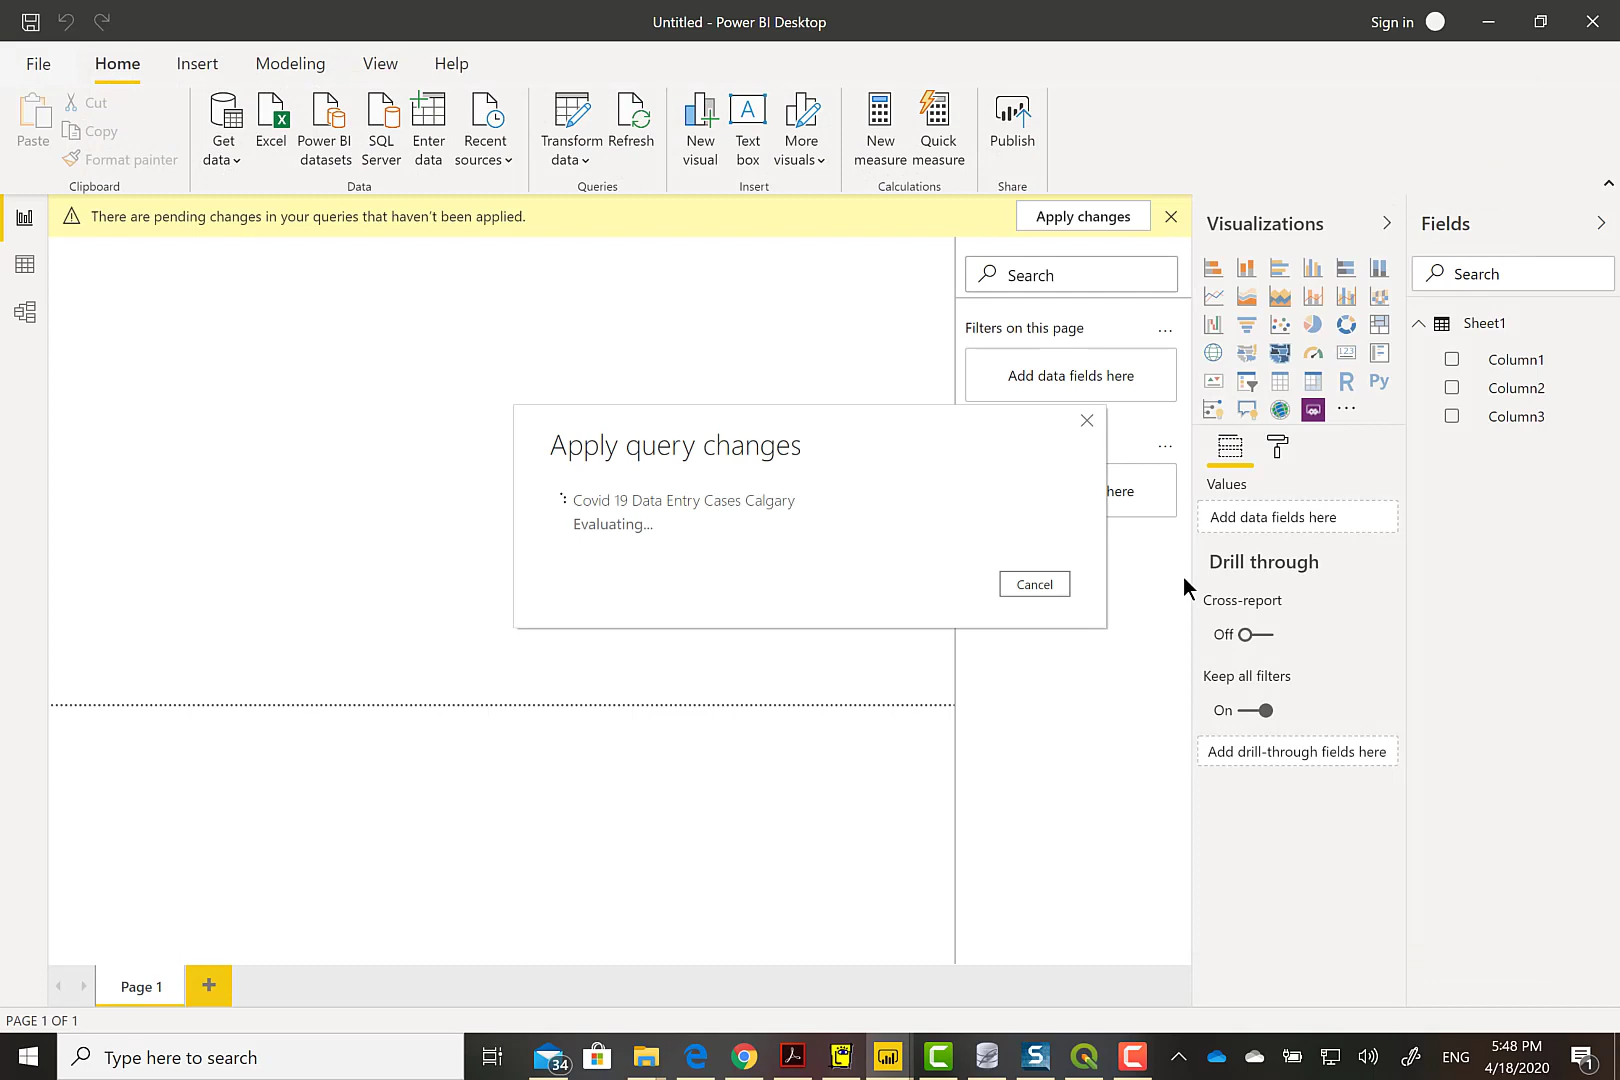 Untitled - Power BI Desktop
Sign in
File
Home
Insert
Modeling
View
Help
Paste
Cut
Copy
Format painter
Clipboard
Get data
Excel
Power BI datasets
SQL Server
Enter data
Recent sources
Data
Transform data
Refresh
Queries
New visual
Text box
A
More visuals
Insert
New measure
Quick measure
Calculations
Publish
Share
There are pending changes in your queries that haven't been applied.
Apply changes
Search
Filters on this page
...
Add data fields here
...
here
Apply query changes
Covid 19 Data Entry Cases Calgary
Evaluating...
Cancel
Visualizations
123
R
Py
...
Values
Add data fields here
Drill through
Cross-report
Off
Keep all filters
On
Add drill-through fields here
Fields
Search
Sheet1
Column1
Column2
Column3
Page 1
+
PAGE 1 OF 1
Type here to search
34
ENG
5:48 PM
4/18/2020
1